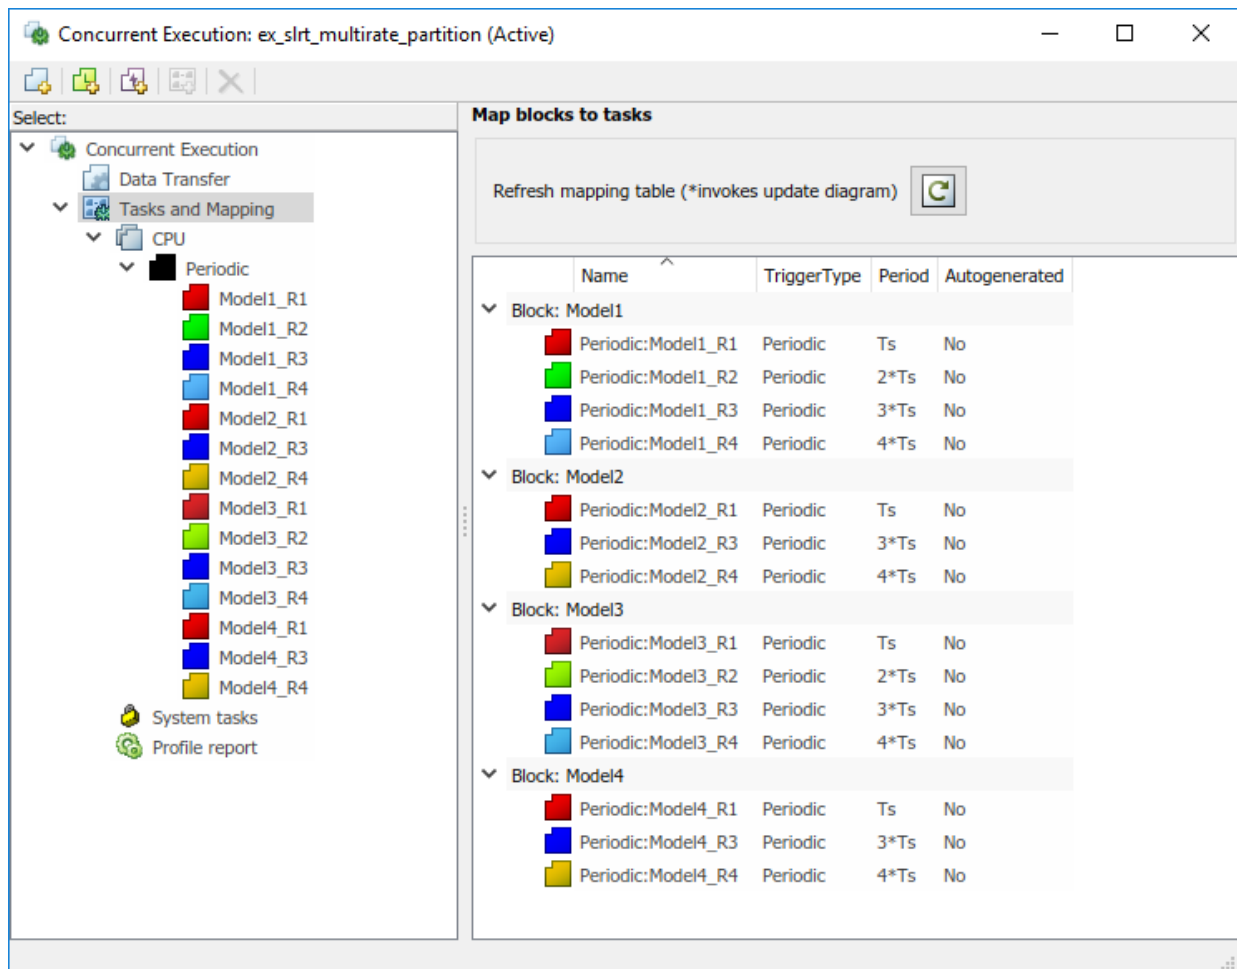 Concurrent Execution: ex_slrt_multirate_partition (Active)
Select:
Concurrent Execution
Data Transfer
Tasks and Mapping
CPU
Periodic
Model1_R1
Model1_R2
Model1_R3
Model1_R4
Model2_R1
Model2_R3
Model2_R4
Model3_R1
Model3_R2
Model3_R3
Model3_R4
Model4_R1
Model4_R3
Model4_R4
System tasks
Profile report
Map blocks to tasks
Refresh mapping table (*invokes update diagram)
Name TriggerType Period Autogenerated
Block: Model1
Periodic:Model1_R1 Periodic Ts No
Periodic:Model1_R2 Periodic 2*Ts No
Periodic:Model1_R3 Periodic 3*Ts No
Periodic:Model1_R4 Periodic 4*Ts No
Block: Model2
Periodic:Model2_R1 Periodic Ts No
Periodic:Model2_R3 Periodic 3*Ts No
Periodic:Model2_R4 Periodic 4*Ts No
Block: Model3
Periodic:Model3_R1 Periodic Ts No
Periodic:Model3_R2 Periodic 2*Ts No
Periodic:Model3_R3 Periodic 3*Ts No
Periodic:Model3_R4 Periodic 4*Ts No
Block: Model4
Periodic:Model4_R1 Periodic Ts No
Periodic:Model4_R3 Periodic 3*Ts No
Periodic:Model4_R4 Periodic 4*Ts No